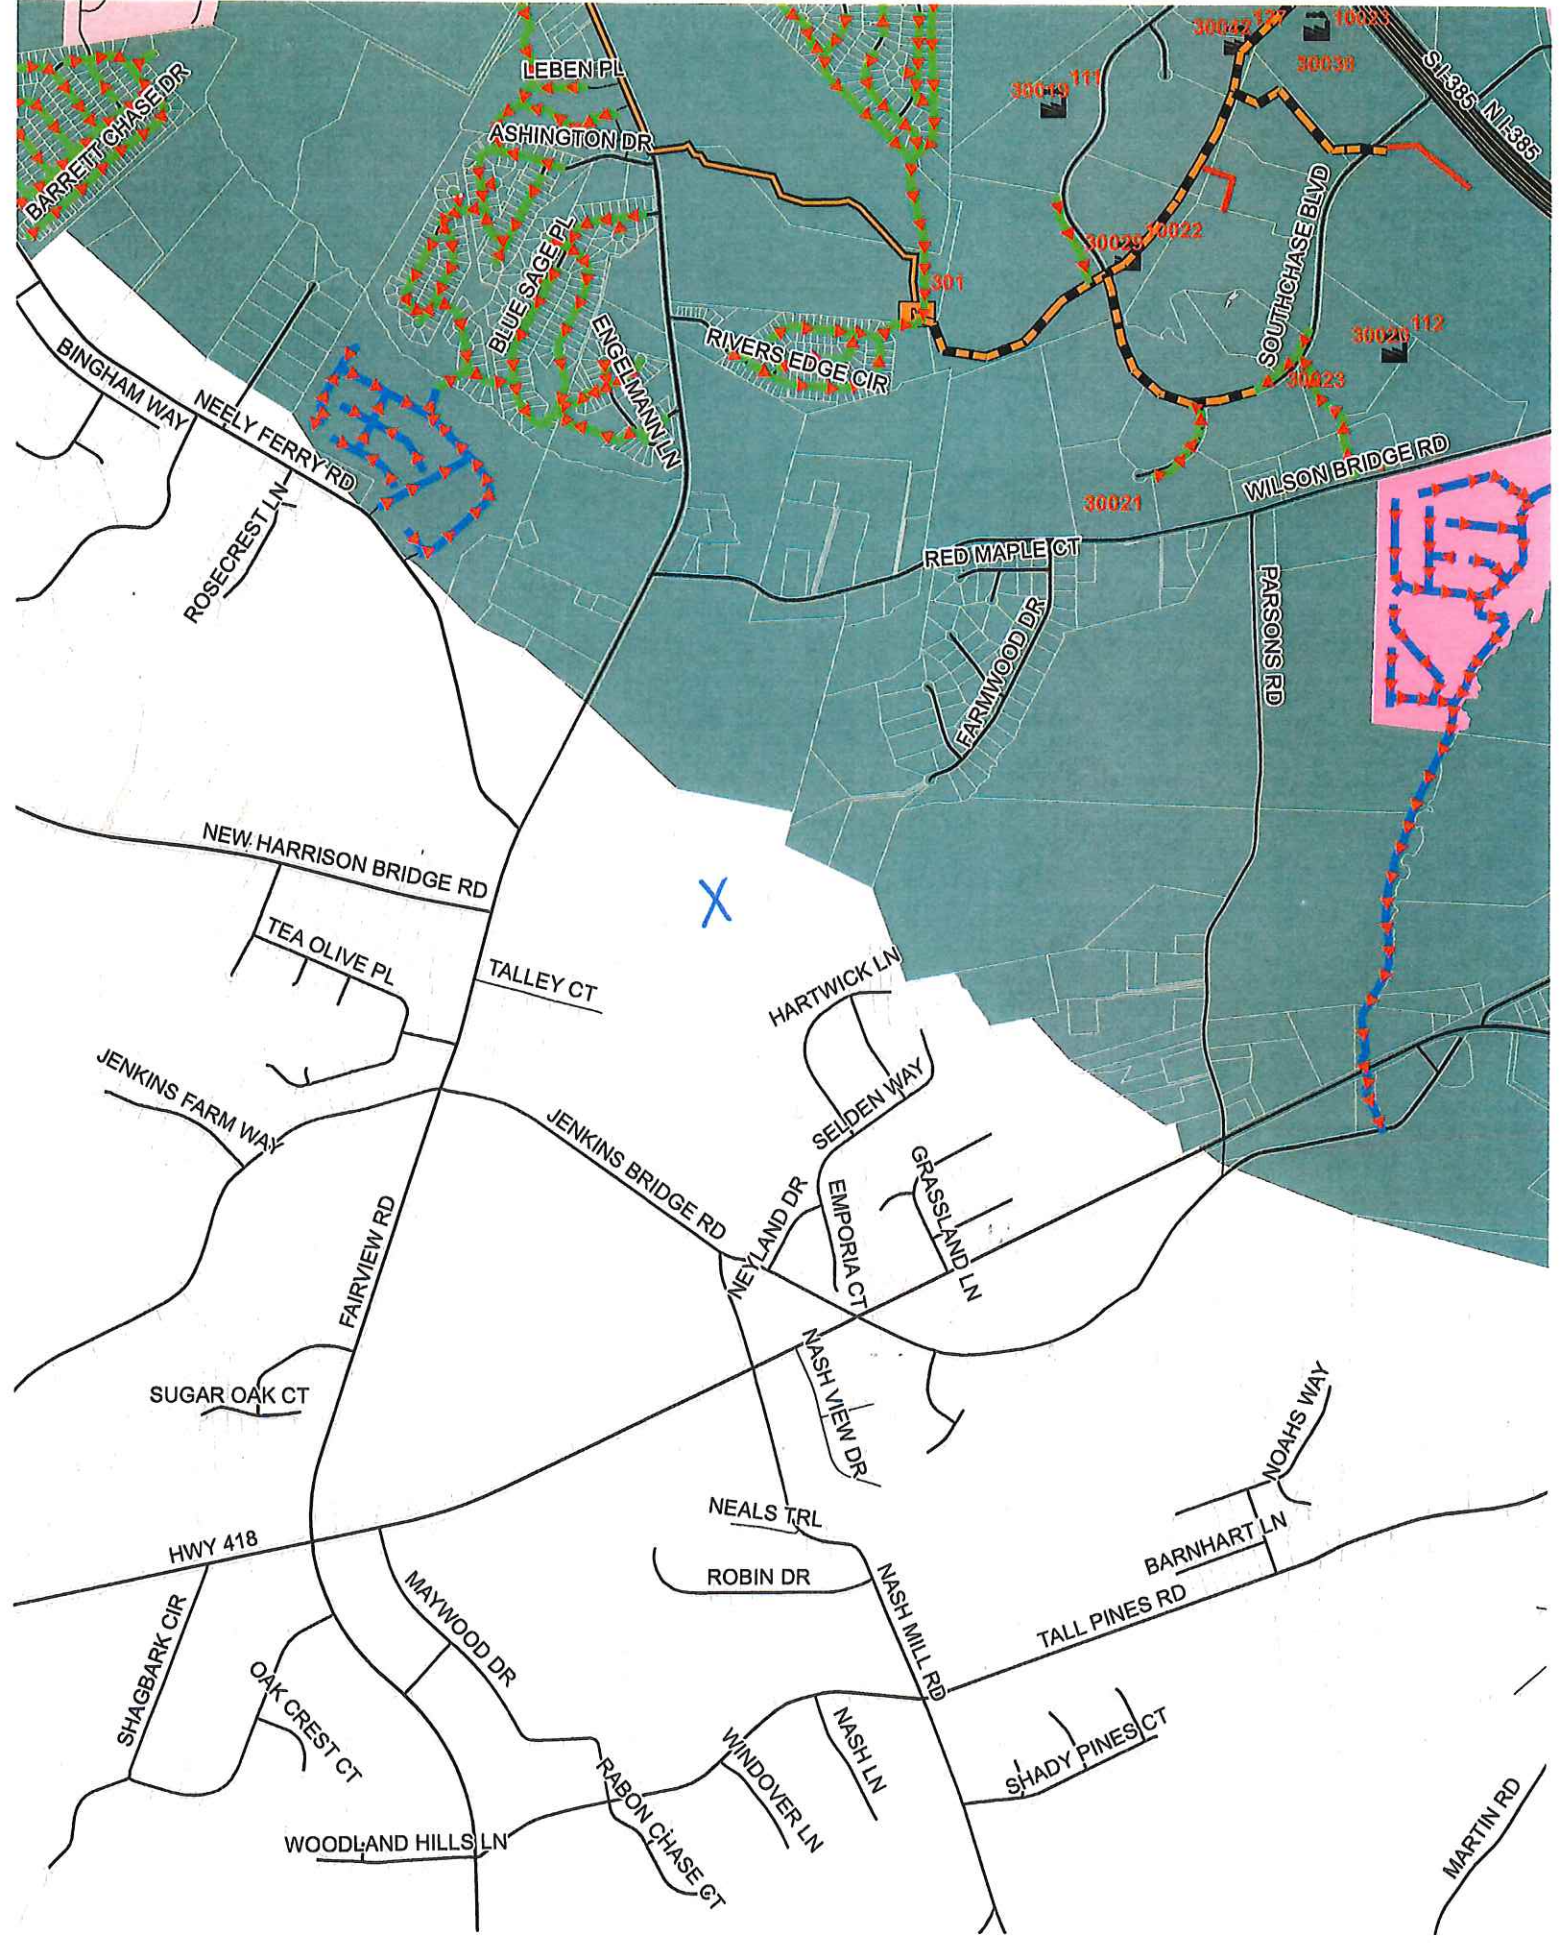 30042
127
10023
30038
S I-385
N I-385
30019
111
LEBEN PL
BARRETT CHASE DR
ASHINGTON DR
BLUE SAGE PL
10022
SOUTHCHASE BLVD
301
30020
112
ENGELMANN LN
RIVERS EDGE CIR
30023
BINGHAM WAY
NEELY FERRY RD
WILSON BRIDGE RD
30021
ROSECREST LN
RED MAPLE CT
FARMWOOD DR
PARSONS RD
NEW HARRISON BRIDGE RD
X
TEA OLIVE PL
TALLEY CT
HARTWICK LN
JENKINS FARM WAY
SELDEN WAY
JENKINS BRIDGE RD
GRASSLAND LN
NEYLAND DR
EMPORIA CT
FAIRVIEW RD
SUGAR OAK CT
NASH VIEW DR
NOAHS WAY
NEALS TRL
HWY 418
BARNHART LN
ROBIN DR
MAYWOOD DR
NASH MILL RD
TALL PINES RD
SHAGBARK CIR
OAK CREST CT
WINDOVER LN
NASH LN
SHADY PINES CT
RABON CHASE CT
WOODLAND HILLS LN
MARTIN RD